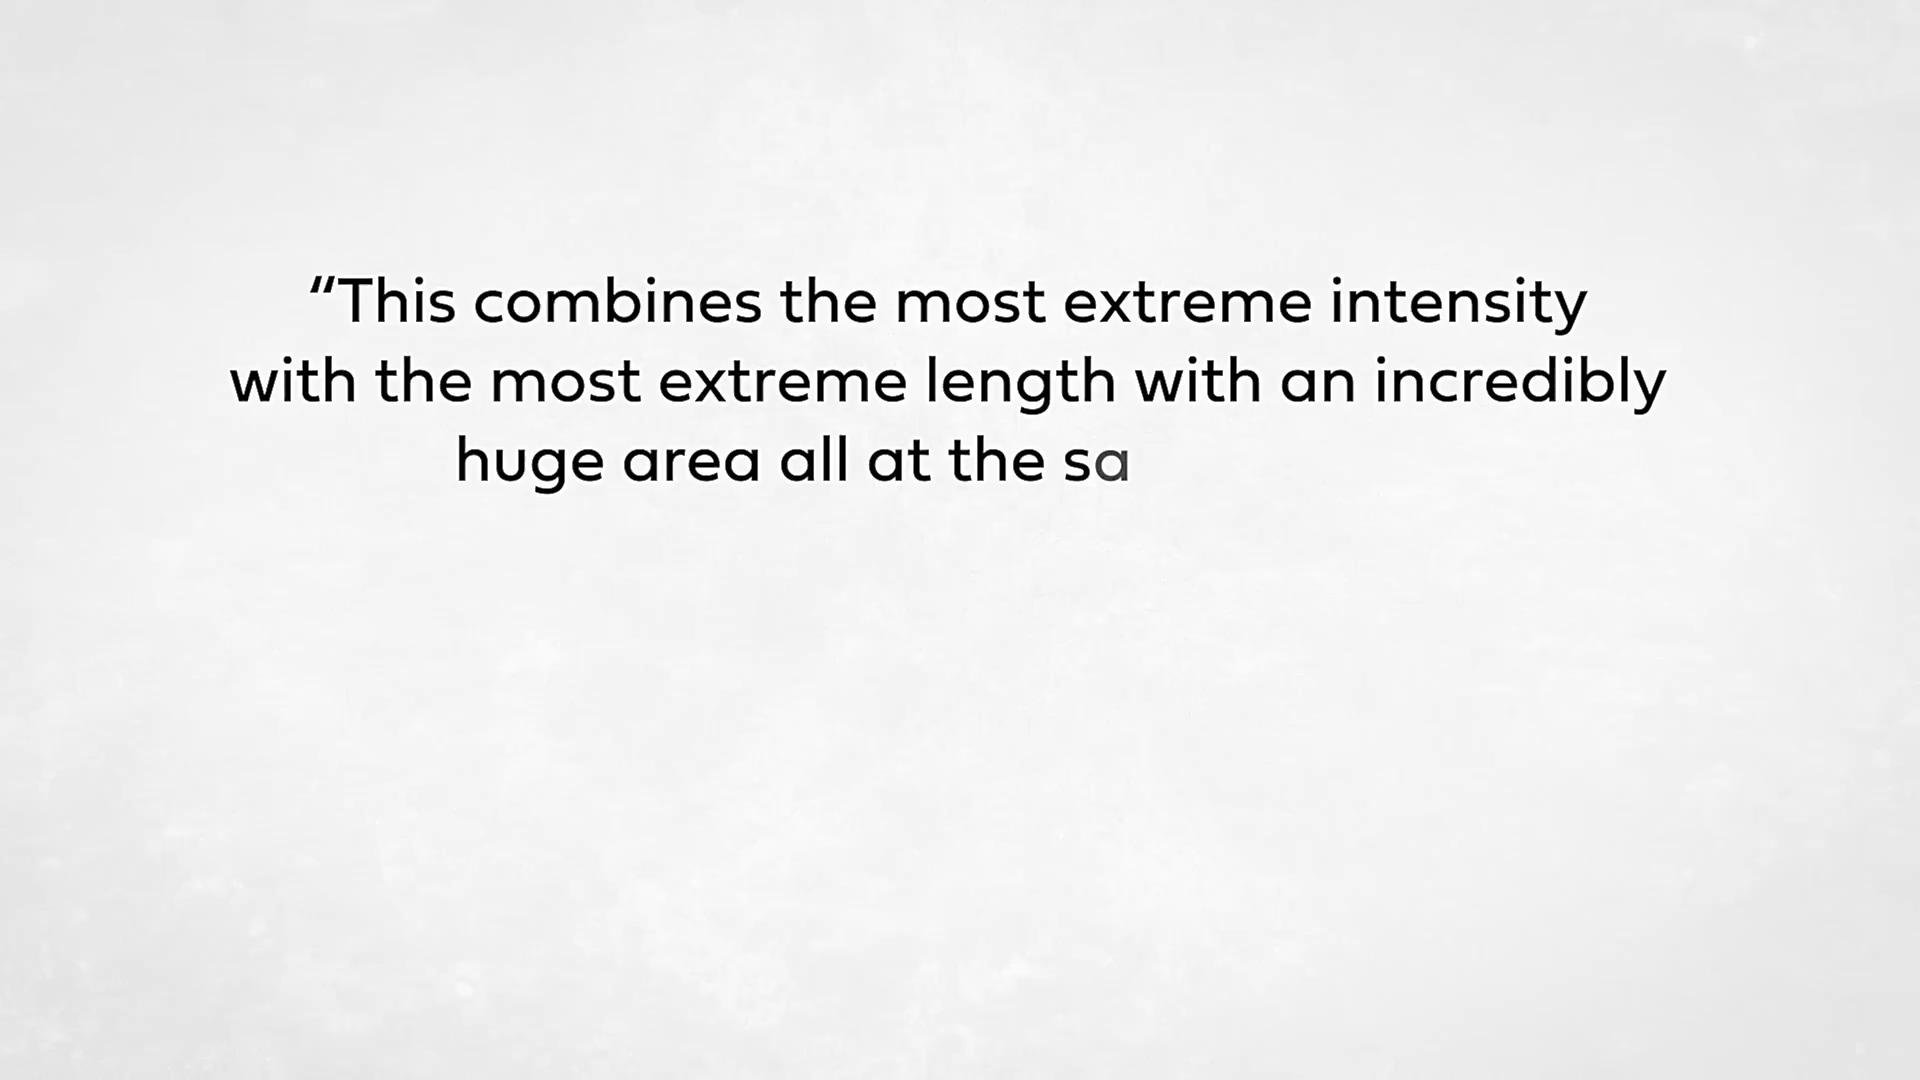 “This combines the most extreme intensity
with the most extreme length with an incredibly
huge area all at the sa